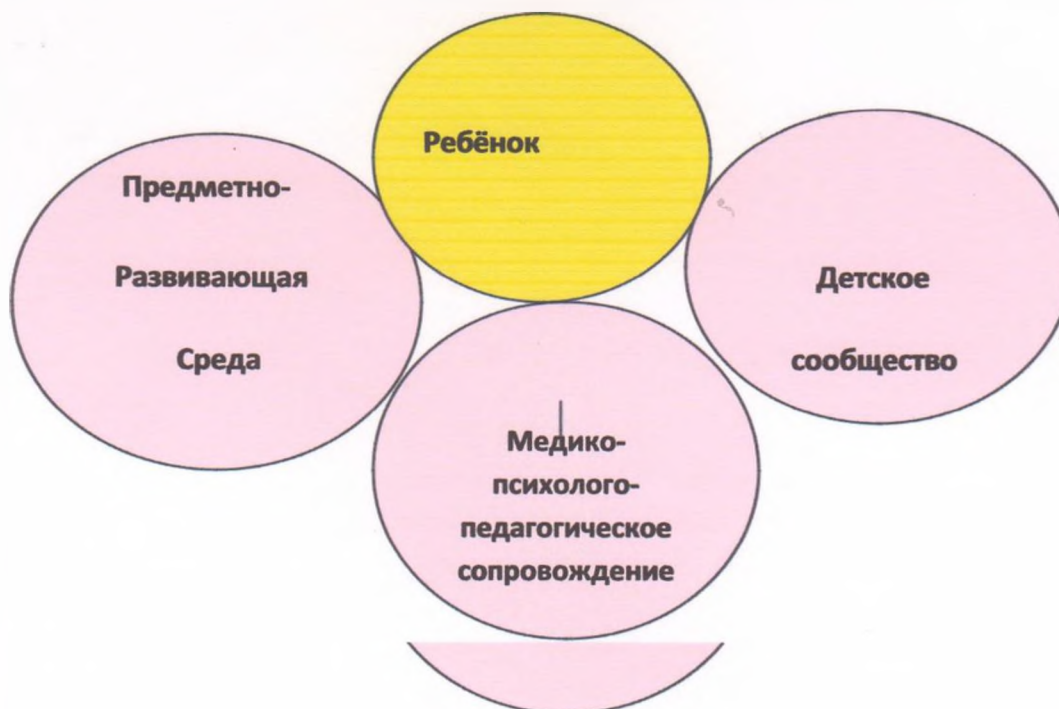 Ребёнок
Предметно-
Развивающая
Среда
Детское
сообщество
Медико-
психолого-
педагогическое
сопровождение